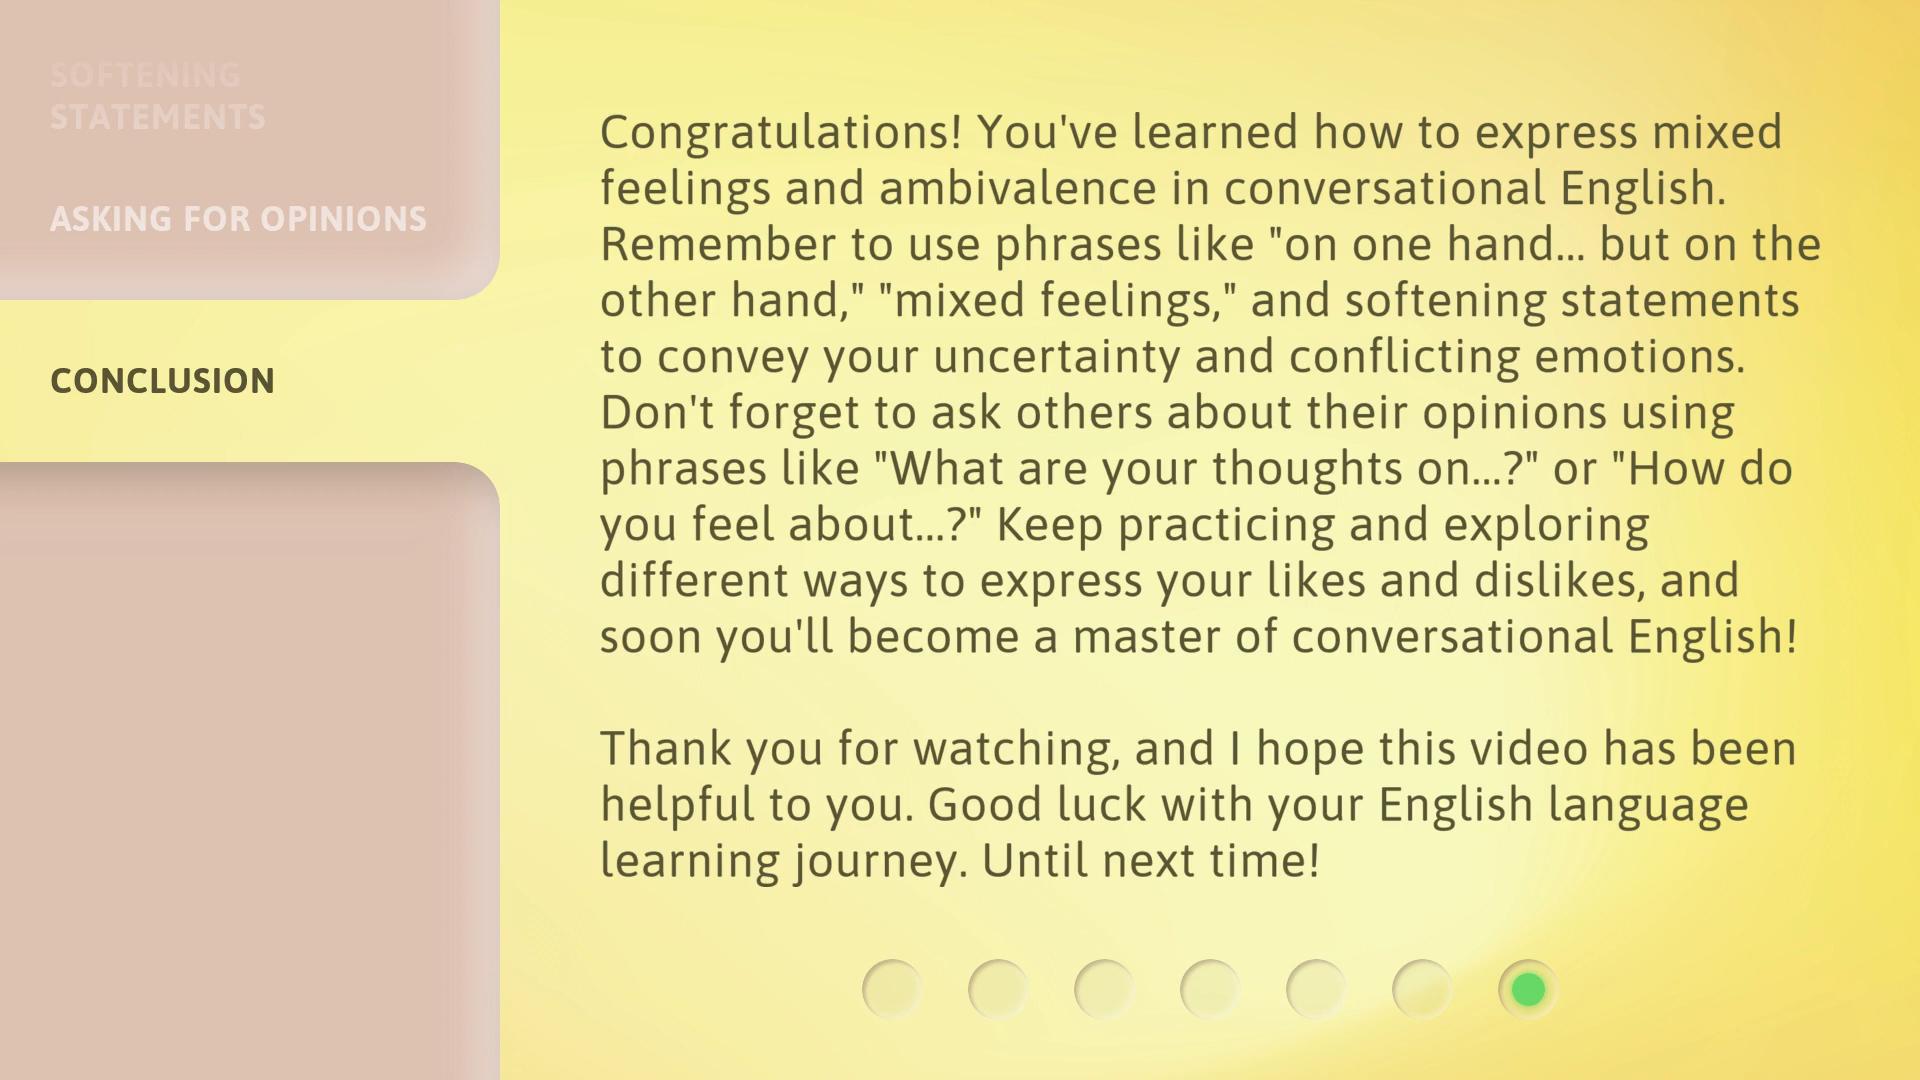 SOFTENING
STATEMENTS
ASKING FOR OPINIONS
CONCLUSION
Congratulations! You've learned how to express mixed
feelings and ambivalence in conversational English.
Remember to use phrases like "on one hand... but on the
other hand," "mixed feelings," and softening statements
to convey your uncertainty and conflicting emotions.
Don't forget to ask others about their opinions using
phrases like "What are your thoughts on...?" or "How do
you feel about...?" Keep practicing and exploring
different ways to express your likes and dislikes, and
soon you'll become a master of conversational English!
Thank you for watching, and I hope this video has been
helpful to you. Good luck with your English language
learning journey. Until next time!